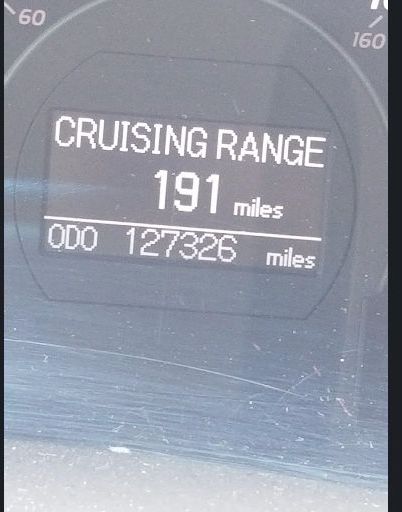 60
160
CRUISING RANGE
191 miles
ODO 127326 miles